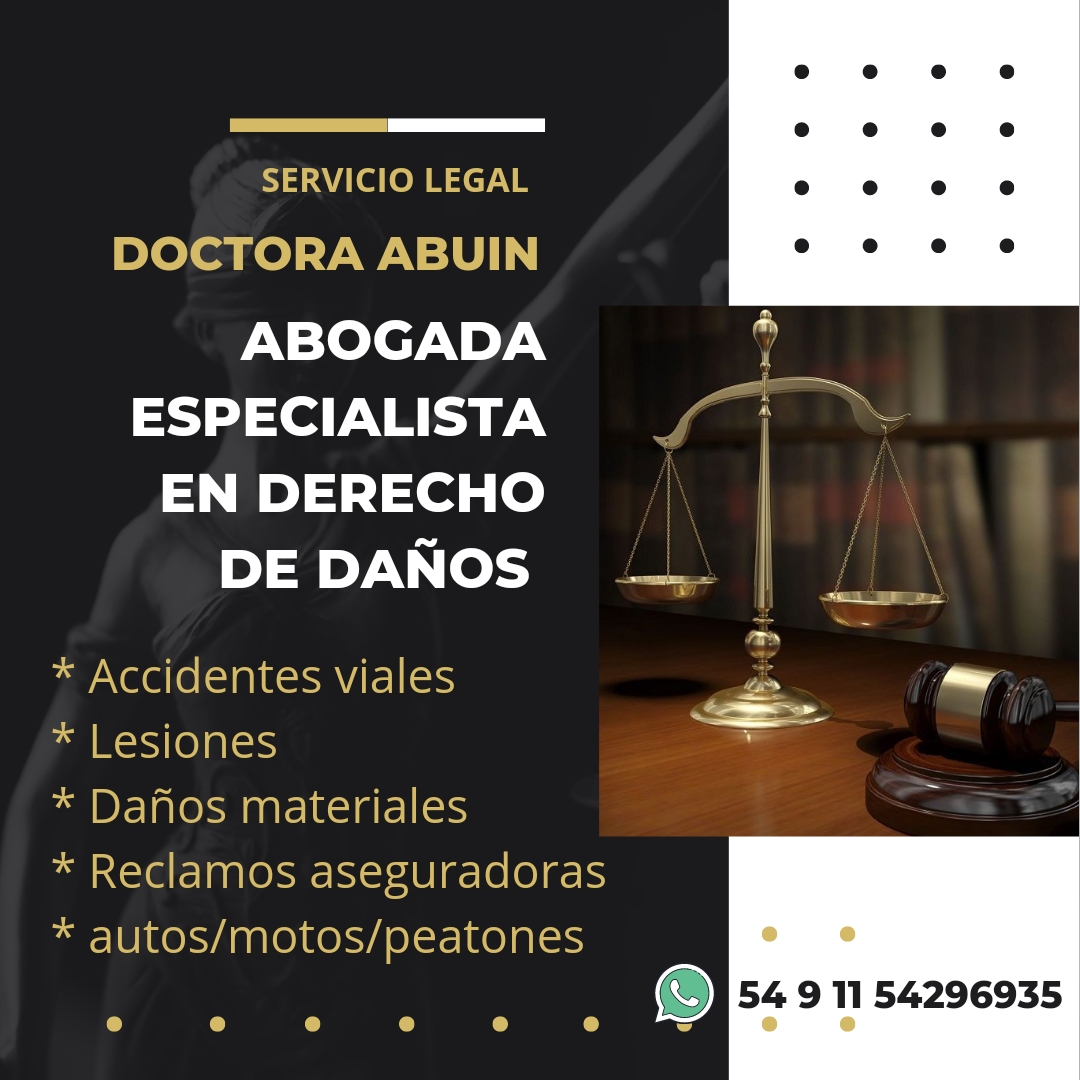 SERVICIO LEGAL
DOCTORA ABUIN
ABOGADA
ESPECIALISTA
EN DERECHO
DE DAÑOS
* Accidentes viales
* Lesiones
* Daños materiales
* Reclamos aseguradoras
* autos/motos/peatones
54 9 11 54296935